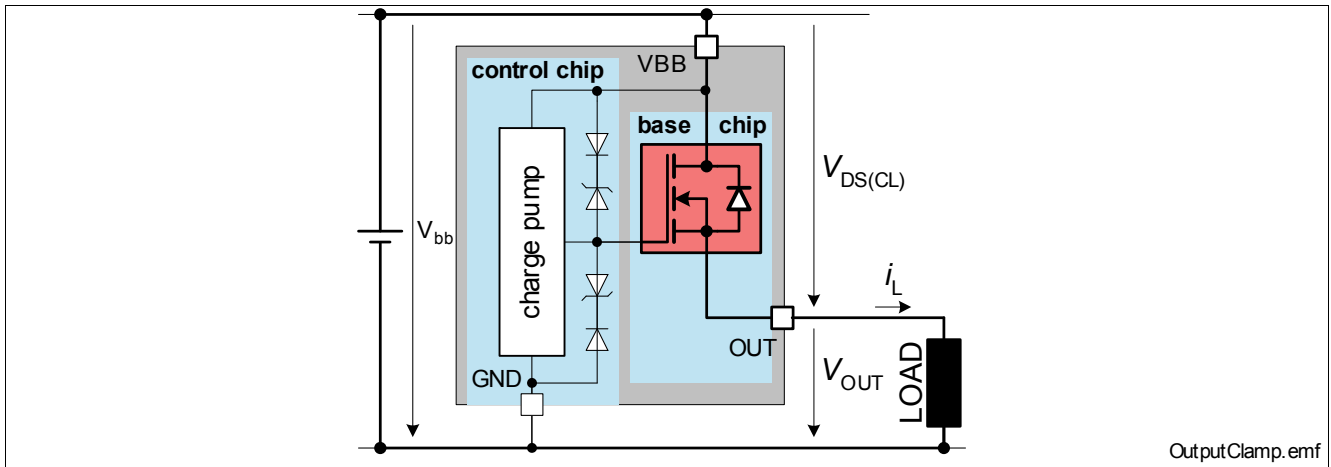 VBB
control chip
base chip
charge pump
V_DS(CL)
V_bb
i_L
OUT
GND
V_OUT
LOAD
OutputClamp.emf